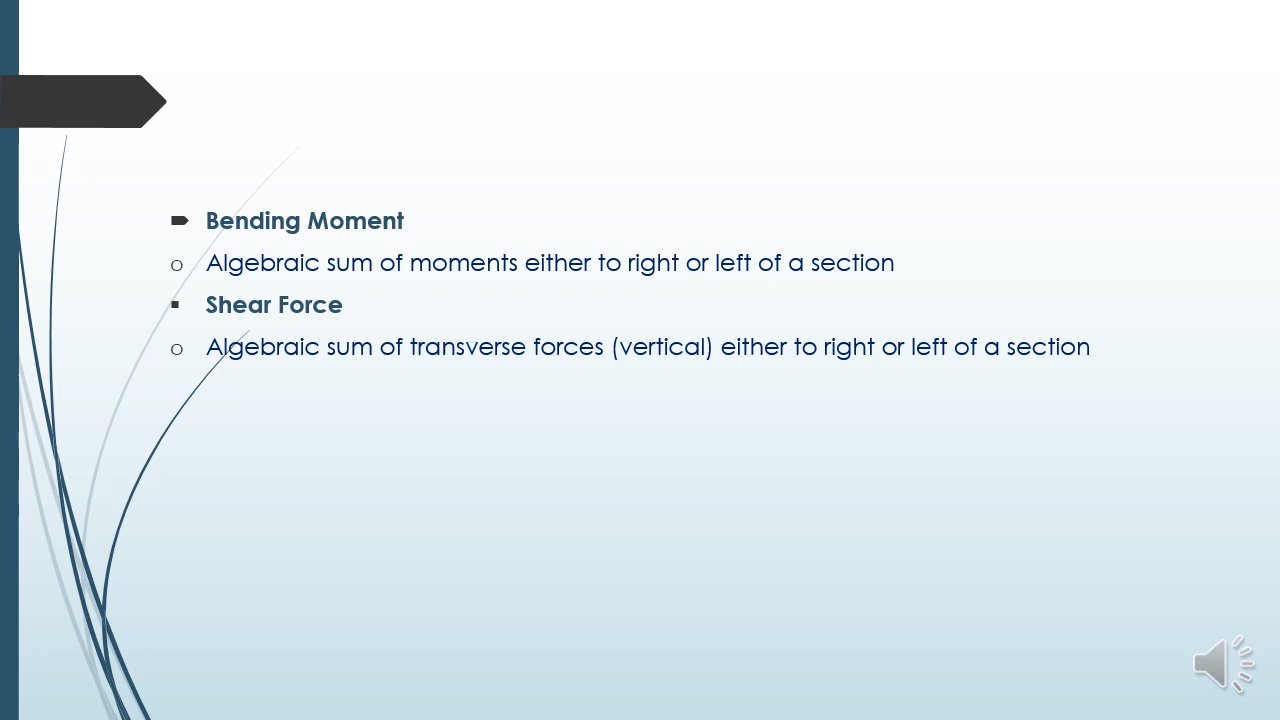 Bending Moment
Algebraic sum of moments either to right or left of a section
Shear Force
Algebraic sum of transverse forces (vertical) either to right or left of a section